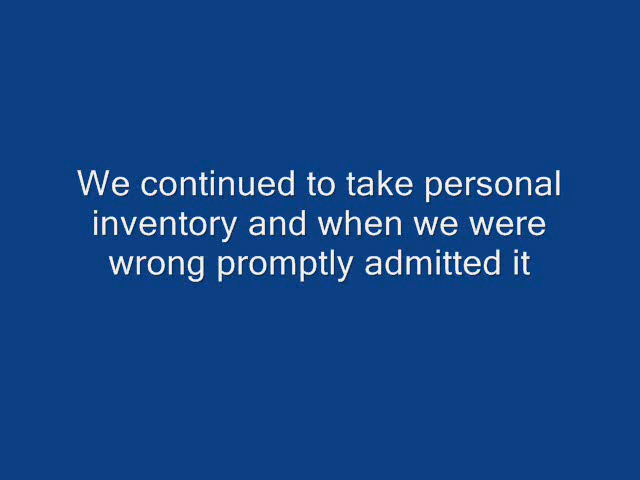 We continued to take personal
inventory and when we were
wrong promptly admitted it